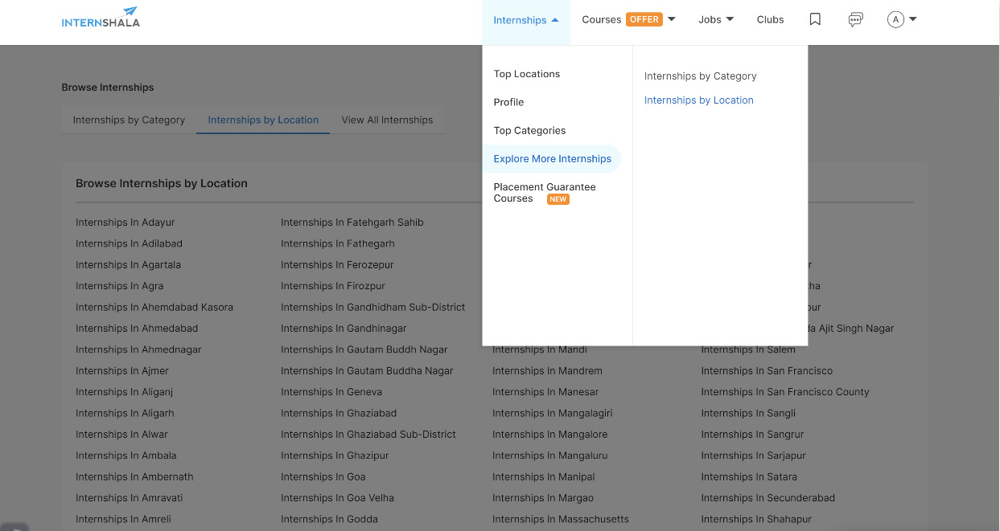 INTERNSHALA
Internships
Courses OFFER
Jobs
Clubs
A
Top Locations
Profile
Top Categories
Explore More Internships
Placement Guarantee
Courses NEW
Internships by Category
Internships by Location
Browse Internships
Internships by Category
Internships by Location
View All Internships
Browse Internships by Location
Internships In Adayur
Internships In Adilabad
Internships In Agartala
Internships In Agra
Internships In Ahemdabad Kasora
Internships In Ahmedabad
Internships In Ahmednagar
Internships In Ajmer
Internships In Aliganj
Internships In Aligarh
Internships In Alwar
Internships In Ambala
Internships In Ambernath
Internships In Amravati
Internships In Amreli
Internships In Fatehgarh Sahib
Internships In Fathegarh
Internships In Ferozepur
Internships In Firozpur
Internships In Gandhidham Sub-District
Internships In Gandhinagar
Internships In Gautam Buddh Nagar
Internships In Gautam Buddha Nagar
Internships In Geneva
Internships In Ghaziabad
Internships In Ghaziabad Sub-District
Internships In Ghazipur
Internships In Goa
Internships In Goa Velha
Internships In Godda
Internships In Mandi
Internships In Mandrem
Internships In Manesar
Internships In Mangalagiri
Internships In Mangalore
Internships In Mangaluru
Internships In Manipal
Internships In Margao
Internships In Massachusetts
Ajit Singh Nagar
Internships In Salem
Internships In San Francisco
Internships In San Francisco County
Internships In Sangli
Internships In Sangrur
Internships In Sarjapur
Internships In Satara
Internships In Secunderabad
Internships In Shahapur